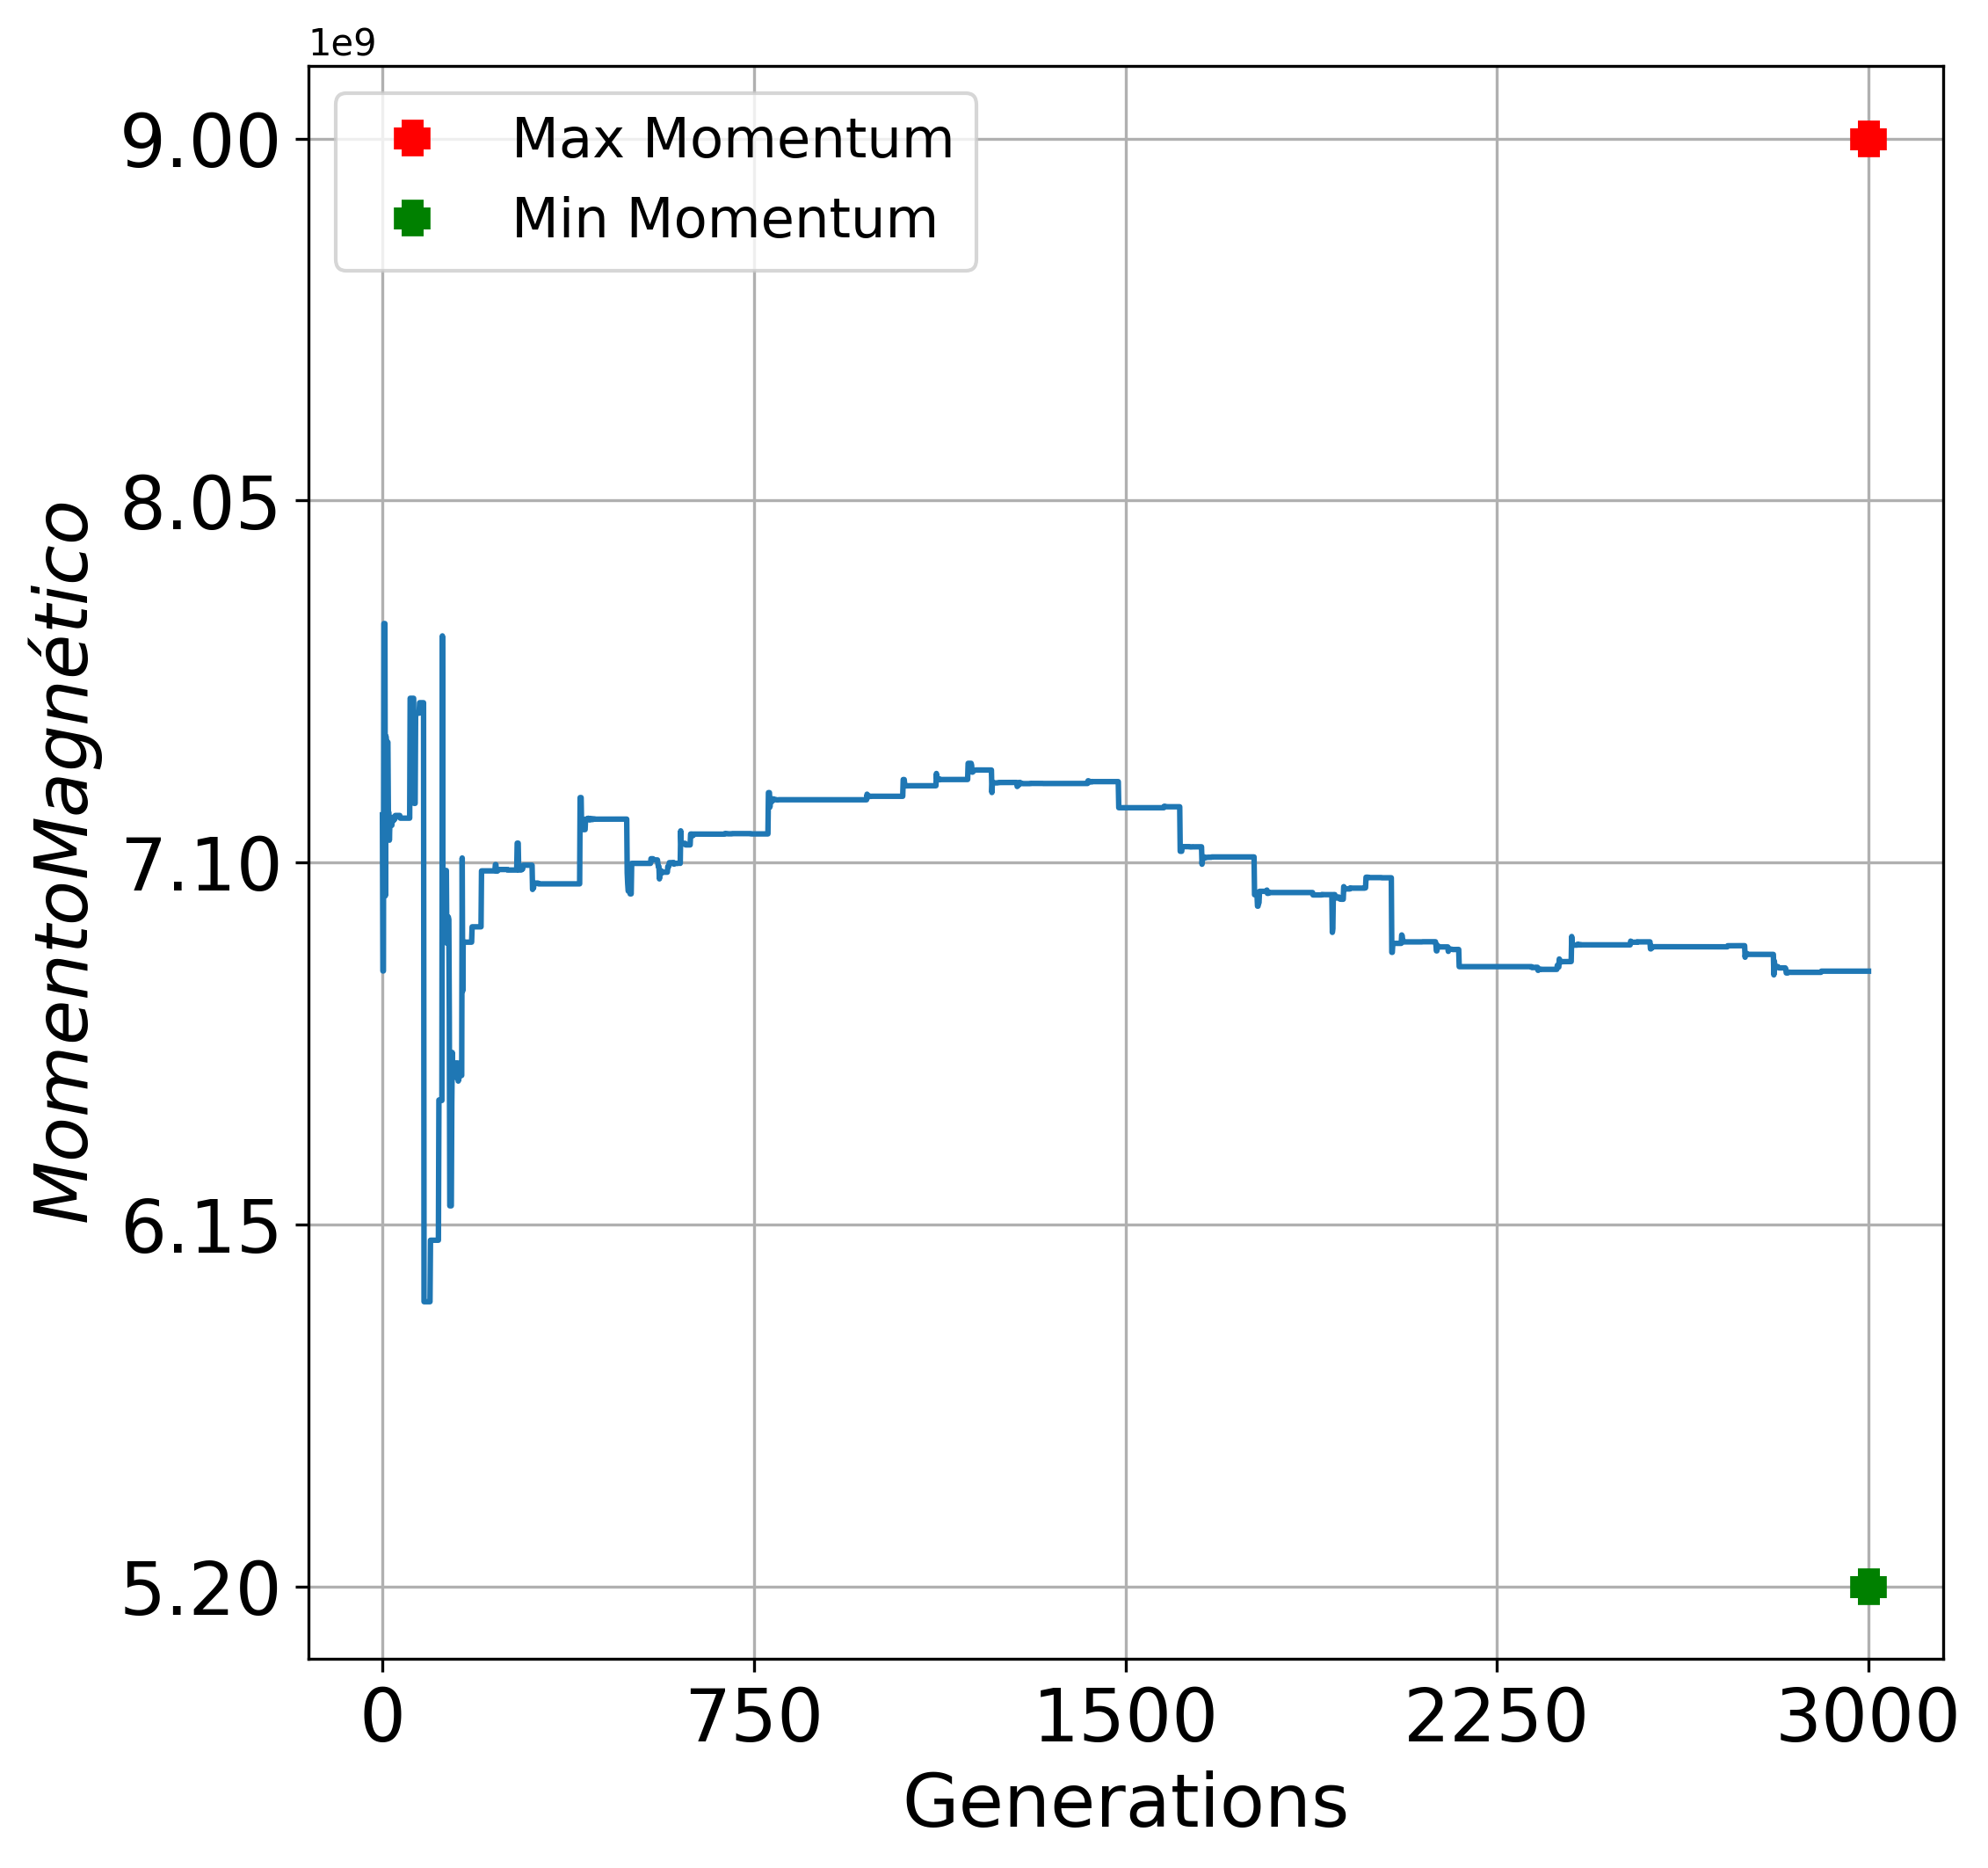 1e9
9.00
8.05
7.10
6.15
5.20
MomentoMagnético
Max Momentum
Min Momentum
0 750 1500 2250 3000
Generations